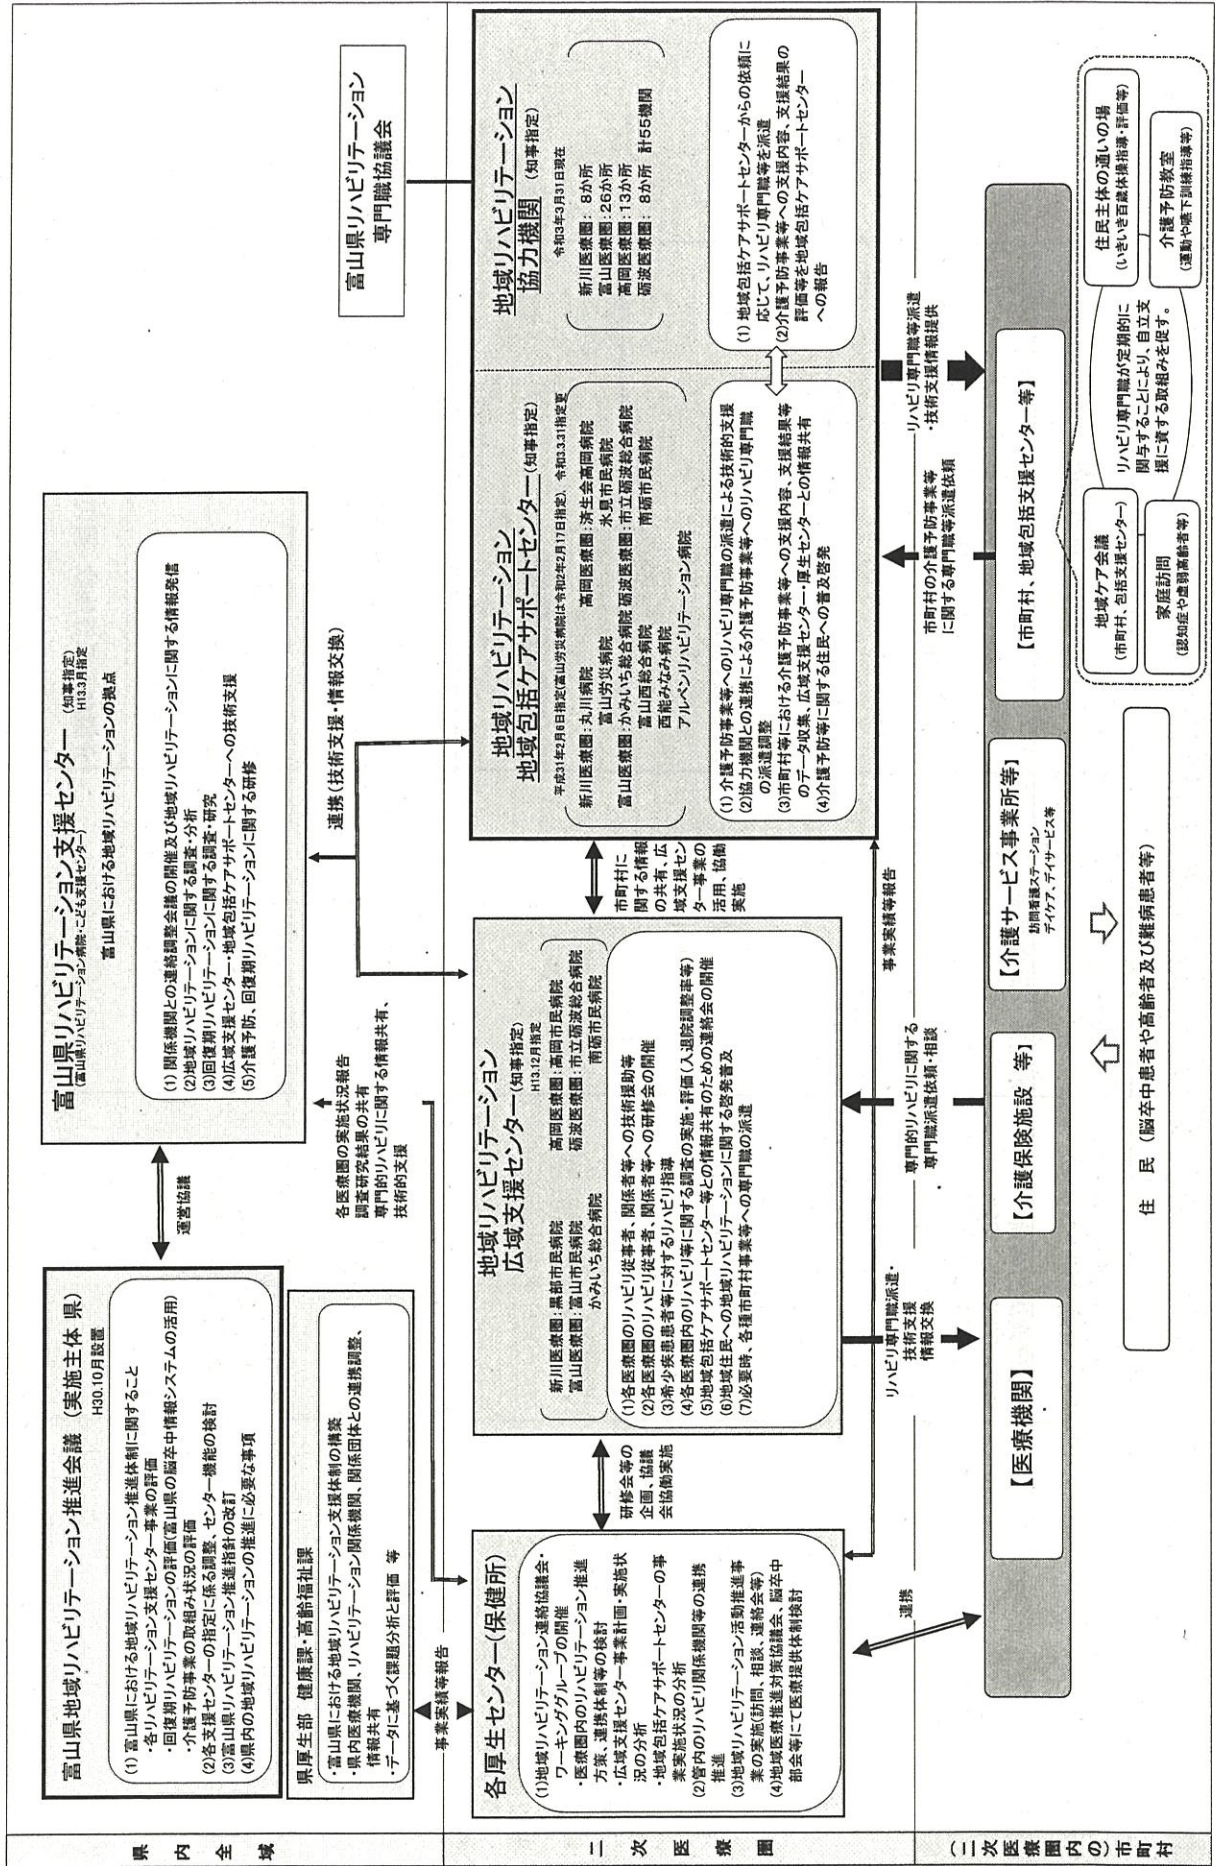 県内全域
富山県地域リハビリテーション推進会議（実施主体 県）
H30.10月設置
(1) 富山県における地域リハビリテーション推進体制に関すること
・各リハビリテーション支援センター事業の評価
・回復期リハビリテーションの評価(富山県の脳卒中情報システムの活用)
・介護予防事業の取組み状況の評価
(2)各支援センターの指定に係る調整、センター機能の検討
(3)富山県リハビリテーション推進指針の改訂
(4)県内の地域リハビリテーションの推進に必要な事項
運営協議
富山県リハビリテーション支援センター（知事指定）
(富山県リハビリテーション病院・こども支援センター)
H13.3月指定
富山県における地域リハビリテーションの拠点
(1) 関係機関との連絡調整会議の開催及び地域リハビリテーションに関する情報発信
(2)地域リハビリテーションに関する調査・分析
(3)回復期リハビリテーションに関する調査・研究
(4)広域支援センター・地域包括ケアサポートセンターへの技術支援
(5)介護予防、回復期リハビリテーションに関する研修
富山県リハビリテーション
専門職協議会
県厚生部　健康課・高齢福祉課
・富山県における地域リハビリテーション支援体制の構築
・県内医療機関、リハビリテーション関係機関、関係団体との連携調整、
情報共有
・データに基づく課題分析と評価　等
各医療圏の実施状況報告
調査研究結果の共有
専門的リハビリに関する情報共有、
技術的支援
連携(技術支援・情報交換)
事業実績等報告
二次医療圏
各厚生センター(保健所)
(1)地域リハビリテーション連絡協議会・
ワーキンググループの開催
・医療圏内のリハビリテーション推進
方策、連携体制等の検討
・広域支援センター事業計画・実施状
況の分析
・地域包括ケアサポートセンターの事
業実施状況の分析
(2)管内のリハビリ関係機関等の連携
推進
(3)地域リハビリテーション活動推進事
業の実施(訪問、相談、連絡会等)
(4)地域医療推進対策協議会、脳卒中
部会等にて医療提供体制検討
研修会等の
企画、協議
会協働実施
地域リハビリテーション
広域支援センター(知事指定)
H13.12月指定
新川医療圏：黒部市民病院　高岡医療圏：高岡市民病院
富山医療圏：富山市民病院　砺波医療圏：市立砺波総合病院
かみいち総合病院　南砺市民病院
(1)各医療圏のリハビリ従事者、関係者等への技術援助等
(2)各医療圏のリハビリ従事者、関係者等への研修会の開催
(3)希少疾患患者等に対するリハビリ指導
(4)各医療圏内のリハビリ等に関する調査の実施・評価(入退院調整率等)
(5)地域包括ケアサポートセンター等との情報共有のための連絡会の開催
(6)地域住民への地域リハビリテーションに関する啓発普及
(7)必要時、各種市町村事業等への専門職の派遣
市町村に
関する情報
の共有、広
域支援セン
ター事業の
活用、協働
実施
地域リハビリテーション
地域包括ケアサポートセンター(知事指定)
平成31年2月6日指定(富山労災病院は令和2年2月17日指定)、令和3.3.31指定更
新川医療圏：丸川病院　高岡医療圏：済生会高岡病院
富山労災病院　氷見市民病院
富山医療圏：かみいち総合病院　砺波医療圏：市立砺波総合病院
富山西総合病院　南砺市民病院
西能みなみ病院
アルペンリハビリテーション病院
(1)介護予防事業等へのリハビリ専門職の派遣による技術的支援
(2)協力機関との連携による介護予防事業等へのリハビリ専門職
の派遣調整
(3)市町村等における介護予防事業等への支援内容、支援結果等
のデータ収集、広域支援センター・厚生センターとの情報共有
(4)介護予防等に関する住民への普及啓発
地域リハビリテーション
協力機関（知事指定）
令和3年3月31日現在
新川医療圏：8か所
富山医療圏：26か所
高岡医療圏：13か所
砺波医療圏：8か所　計55機関
(1) 地域包括ケアサポートセンターからの依頼に
応じて、リハビリ専門職等を派遣
(2)介護予防事業等への支援内容、支援結果の
評価等を地域包括ケアサポートセンター
への報告
事業実績等報告
連携
リハビリ専門職派遣・
技術支援
情報交換
専門的リハビリに関する
専門職派遣依頼・相談
市町村の介護予防事業等
に関する専門職等派遣依頼
リハビリ専門職等派遣
・技術支援情報提供
(二次医療圏内の)市町村
【医療機関】
【介護保険施設　等】
【介護サービス事業所等】
訪問看護ステーション
デイケア、デイサービス等
【市町村、地域包括支援センター等】
住　民　（脳卒中患者や高齢者及び難病患者等）
地域ケア会議
(市町村、包括支援センター)
住民主体の通いの場
(いきいき百歳体操指導・評価等)
リハビリ専門職が定期的に
関与することにより、自立支
援に資する取組みを促す。
家庭訪問
(認知症や虚弱高齢者等)
介護予防教室
(運動や嚥下訓練指導等)